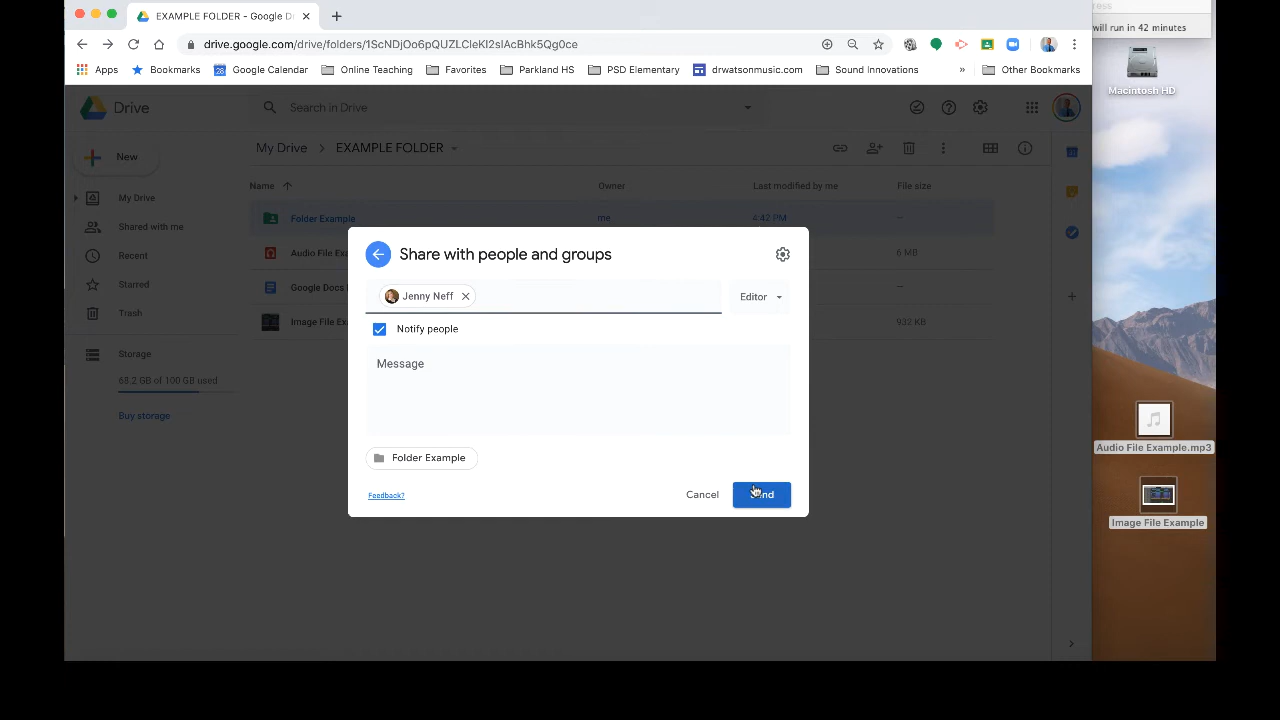 EXAMPLE FOLDER - Google D
ress
will run in 42 minutes
drive.google.com/drive/folders/1ScNDjOo6pQUZLCIeKI2sIAcBhk5Qg0ce
Apps Bookmarks 28 Google Calendar Online Teaching Favorites Parkland HS PSD Elementary drwatsonmusic.com Sound Innovations » Other Bookmarks
Macintosh HD
Drive Search in Drive
New My Drive EXAMPLE FOLDER
Name Owner Last modified by me File size
My Drive
Folder Example me 4:42 PM --
Shared with me
Audio File Exa 6 MB
Recent
Starred
Google Docs --
Trash
Image File Exa 932 KB
Storage
68.2 GB of 100 GB used
Buy storage
Share with people and groups
Jenny Neff Editor
Notify people
Message
Folder Example
Feedback? Cancel
Audio File Example.mp3
Image File Example